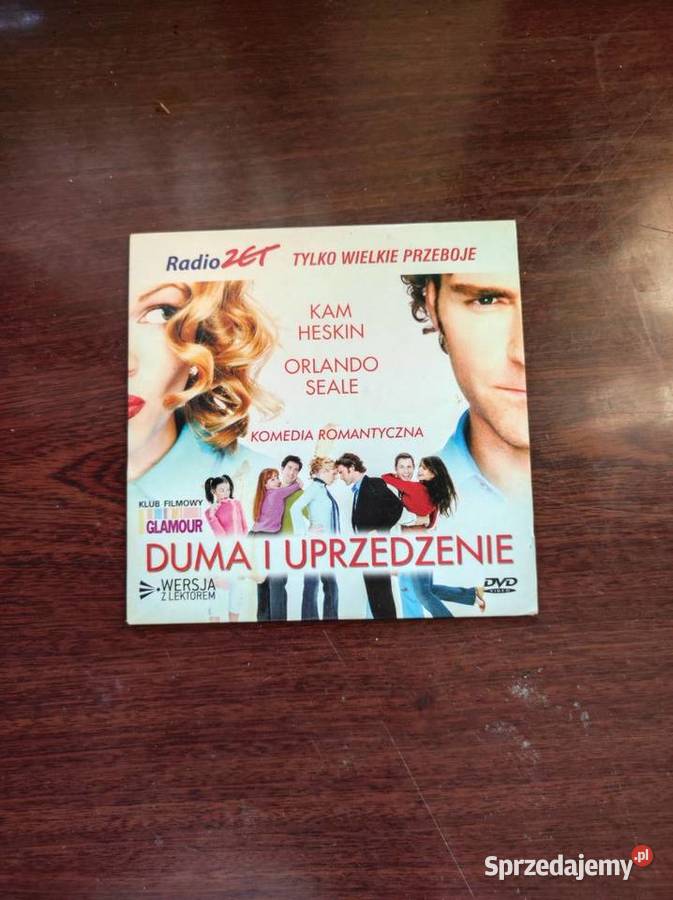 Radio ZET TYLKO WIELKIE PRZEBOJE
KAM
HESKIN
ORLANDO
SEALE
KOMEDIA ROMANTYCZNA
KLUB FILMOWY
GLAMOUR
DUMA I UPRZEDZENIE
WERSJA
Z LEKTOREM
DVD
VIDEO
Sprzedajemy.pl